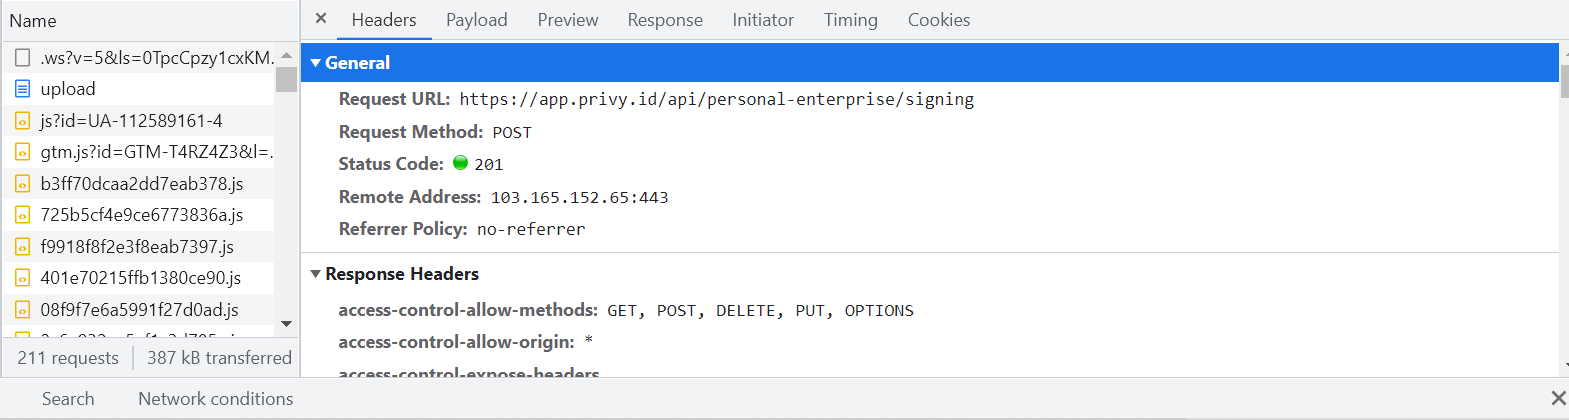 Name
.ws?v=5&ls=0TpcCpzy1cxKM.
upload
js?id=UA-112589161-4
gtm.js?id=GTM-T4RZ4Z3&l=.
b3ff70dcaa2dd7eab378.js
725b5cf4e9ce6773836a.js
f9918f8f2e3f8eab7397.js
401e70215ffb1380ce90.js
08f9f7e6a5991f27d0ad.js
211 requests 387 kB transferred
Headers Payload Preview Response Initiator Timing Cookies
General
Request URL: https://app.privy.id/api/personal-enterprise/signing
Request Method: POST
Status Code: 201
Remote Address: 103.165.152.65:443
Referrer Policy: no-referrer
Response Headers
access-control-allow-methods: GET, POST, DELETE, PUT, OPTIONS
access-control-allow-origin: *
access-control-expose-headers
Search Network conditions